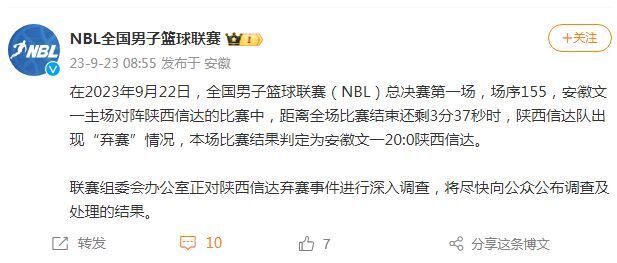 NBL
NBL全国男子篮球联赛
I
+关注
23-9-23 08:55 发布于 安徽
在2023年9月22日，全国男子篮球联赛（NBL）总决赛第一场，场序155，安徽文
一主场对阵陕西信达的比赛中，距离全场比赛结束还剩3分37秒时，陕西信达队出
现“弃赛”情况，本场比赛结果判定为安徽文一20:0陕西信达。
联赛组委会办公室正对陕西信达弃赛事件进行深入调查，将尽快向公众公布调查及
处理的结果。
转发 10 7 分享这条博文